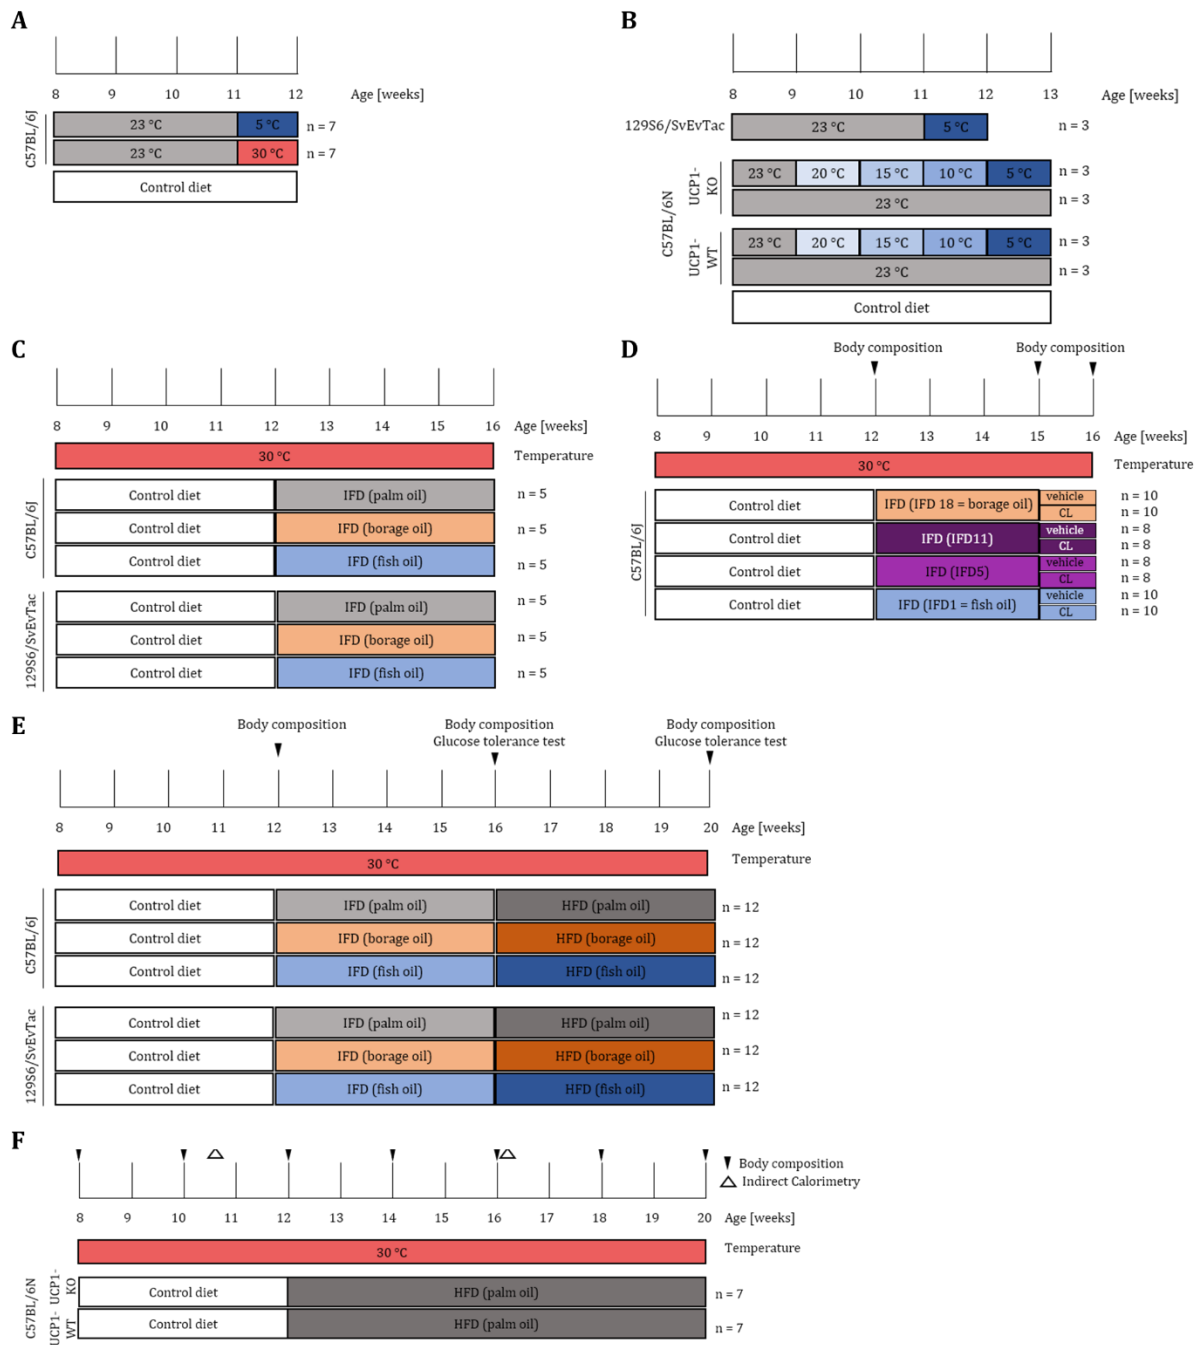 A
8 9 10 11 12 Age [weeks]
C57BL/6J
23 °C 5 °C n = 7
23 °C 30 °C n = 7
Control diet
B
8 9 10 11 12 13 Age [weeks]
129S6/SvEvTac 23 °C 5 °C n = 3
C57BL/6N
UCP1-
KO
23 °C 20 °C 15 °C 10 °C 5 °C n = 3
23 °C n = 3
UCP1-
WT
23 °C 20 °C 15 °C 10 °C 5 °C n = 3
23 °C n = 3
Control diet
C
8 9 10 11 12 13 14 15 16 Age [weeks]
30 °C Temperature
C57BL/6J
Control diet IFD (palm oil) n = 5
Control diet IFD (borage oil) n = 5
Control diet IFD (fish oil) n = 5
129S6/SvEvTac
Control diet IFD (palm oil) n = 5
Control diet IFD (borage oil) n = 5
Control diet IFD (fish oil) n = 5
D
Body composition Body composition
8 9 10 11 12 13 14 15 16 Age [weeks]
30 °C Temperature
C57BL/6J
Control diet IFD (IFD 18 = borage oil) vehicle n = 10
CL n = 10
Control diet IFD (IFD11) vehicle n = 8
CL n = 8
Control diet IFD (IFD5) vehicle n = 8
CL n = 8
Control diet IFD (IFD1 = fish oil) vehicle n = 10
CL n = 10
E
Body composition Body composition Body composition
Glucose tolerance test Glucose tolerance test
8 9 10 11 12 13 14 15 16 17 18 19 20 Age [weeks]
30 °C Temperature
C57BL/6J
Control diet IFD (palm oil) HFD (palm oil) n = 12
Control diet IFD (borage oil) HFD (borage oil) n = 12
Control diet IFD (fish oil) HFD (fish oil) n = 12
129S6/SvEvTac
Control diet IFD (palm oil) HFD (palm oil) n = 12
Control diet IFD (borage oil) HFD (borage oil) n = 12
Control diet IFD (fish oil) HFD (fish oil) n = 12
F
Body composition
Indirect Calorimetry
8 9 10 11 12 13 14 15 16 17 18 19 20 Age [weeks]
30 °C Temperature
C57BL/6N
UCP1-
KO
Control diet HFD (palm oil) n = 7
UCP1-
WT
Control diet HFD (palm oil) n = 7